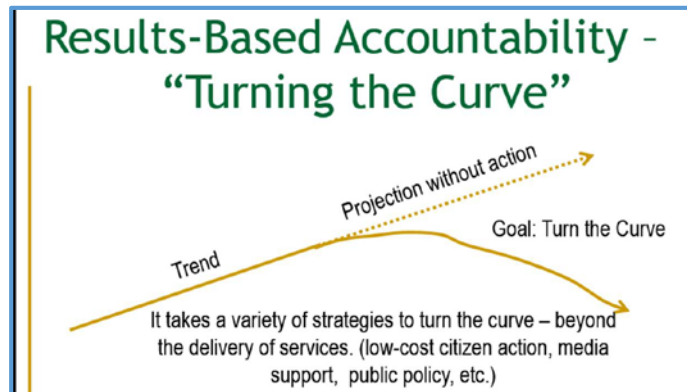 Results-Based Accountability –
“Turning the Curve”
Projection without action
Goal: Turn the Curve
Trend
It takes a variety of strategies to turn the curve – beyond
the delivery of services. (low-cost citizen action, media
support,  public policy, etc.)